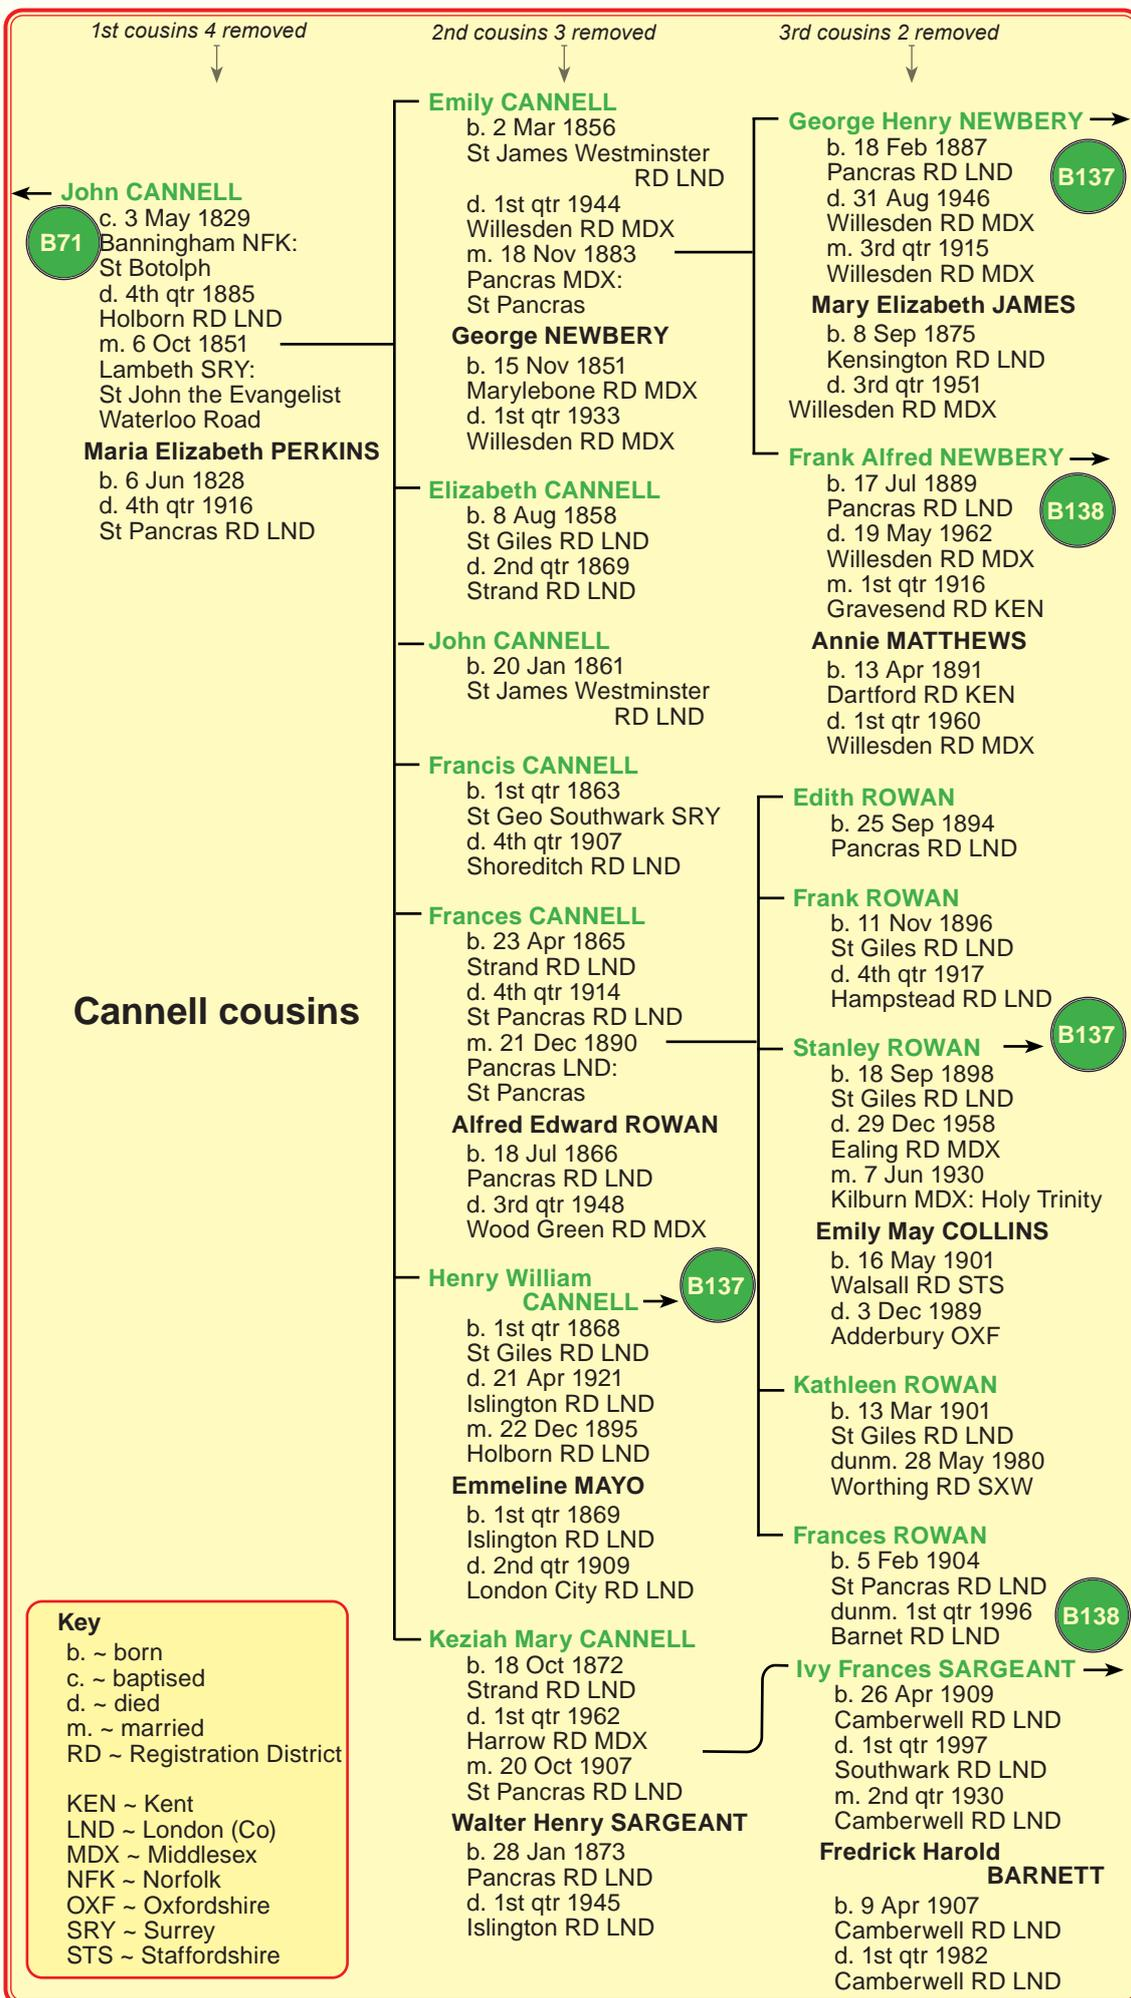 1st cousins 4 removed
2nd cousins 3 removed
3rd cousins 2 removed
John CANNELL
B71
c. 3 May 1829
Banningham NFK:
St Botolph
d. 4th qtr 1885
Holborn RD LND
m. 6 Oct 1851
Lambeth SRY:
St John the Evangelist
Waterloo Road
Maria Elizabeth PERKINS
b. 6 Jun 1828
d. 4th qtr 1916
St Pancras RD LND
Cannell cousins
Key
b. ~ born
c. ~ baptised
d. ~ died
m. ~ married
RD ~ Registration District
KEN ~ Kent
LND ~ London (Co)
MDX ~ Middlesex
NFK ~ Norfolk
OXF ~ Oxfordshire
SRY ~ Surrey
STS ~ Staffordshire
Emily CANNELL
b. 2 Mar 1856
St James Westminster
RD LND
d. 1st qtr 1944
Willesden RD MDX
m. 18 Nov 1883
Pancras MDX:
St Pancras
George NEWBERY
b. 15 Nov 1851
Marylebone RD MDX
d. 1st qtr 1933
Willesden RD MDX
Elizabeth CANNELL
b. 8 Aug 1858
St Giles RD LND
d. 2nd qtr 1869
Strand RD LND
John CANNELL
b. 20 Jan 1861
St James Westminster
RD LND
Francis CANNELL
b. 1st qtr 1863
St Geo Southwark SRY
d. 4th qtr 1907
Shoreditch RD LND
Frances CANNELL
b. 23 Apr 1865
Strand RD LND
d. 4th qtr 1914
St Pancras RD LND
m. 21 Dec 1890
Pancras LND:
St Pancras
Alfred Edward ROWAN
b. 18 Jul 1866
Pancras RD LND
d. 3rd qtr 1948
Wood Green RD MDX
Henry William
CANNELL
B137
b. 1st qtr 1868
St Giles RD LND
d. 21 Apr 1921
Islington RD LND
m. 22 Dec 1895
Holborn RD LND
Emmeline MAYO
b. 1st qtr 1869
Islington RD LND
d. 2nd qtr 1909
London City RD LND
Keziah Mary CANNELL
b. 18 Oct 1872
Strand RD LND
d. 1st qtr 1962
Harrow RD MDX
m. 20 Oct 1907
St Pancras RD LND
Walter Henry SARGEANT
b. 28 Jan 1873
Pancras RD LND
d. 1st qtr 1945
Islington RD LND
George Henry NEWBERY
B137
b. 18 Feb 1887
Pancras RD LND
d. 31 Aug 1946
Willesden RD MDX
m. 3rd qtr 1915
Willesden RD MDX
Mary Elizabeth JAMES
b. 8 Sep 1875
Kensington RD LND
d. 3rd qtr 1951
Willesden RD MDX
Frank Alfred NEWBERY
B138
b. 17 Jul 1889
Pancras RD LND
d. 19 May 1962
Willesden RD MDX
m. 1st qtr 1916
Gravesend RD KEN
Annie MATTHEWS
b. 13 Apr 1891
Dartford RD KEN
d. 1st qtr 1960
Willesden RD MDX
Edith ROWAN
b. 25 Sep 1894
Pancras RD LND
Frank ROWAN
b. 11 Nov 1896
St Giles RD LND
d. 4th qtr 1917
Hampstead RD LND
Stanley ROWAN
B137
b. 18 Sep 1898
St Giles RD LND
d. 29 Dec 1958
Ealing RD MDX
m. 7 Jun 1930
Kilburn MDX: Holy Trinity
Emily May COLLINS
b. 16 May 1901
Walsall RD STS
d. 3 Dec 1989
Adderbury OXF
Kathleen ROWAN
b. 13 Mar 1901
St Giles RD LND
dunm. 28 May 1980
Worthing RD SXW
Frances ROWAN
b. 5 Feb 1904
St Pancras RD LND
dunm. 1st qtr 1996
Barnet RD LND
B138
Ivy Frances SARGEANT
b. 26 Apr 1909
Camberwell RD LND
d. 1st qtr 1997
Southwark RD LND
m. 2nd qtr 1930
Camberwell RD LND
Fredrick Harold
BARNETT
b. 9 Apr 1907
Camberwell RD LND
d. 1st qtr 1982
Camberwell RD LND